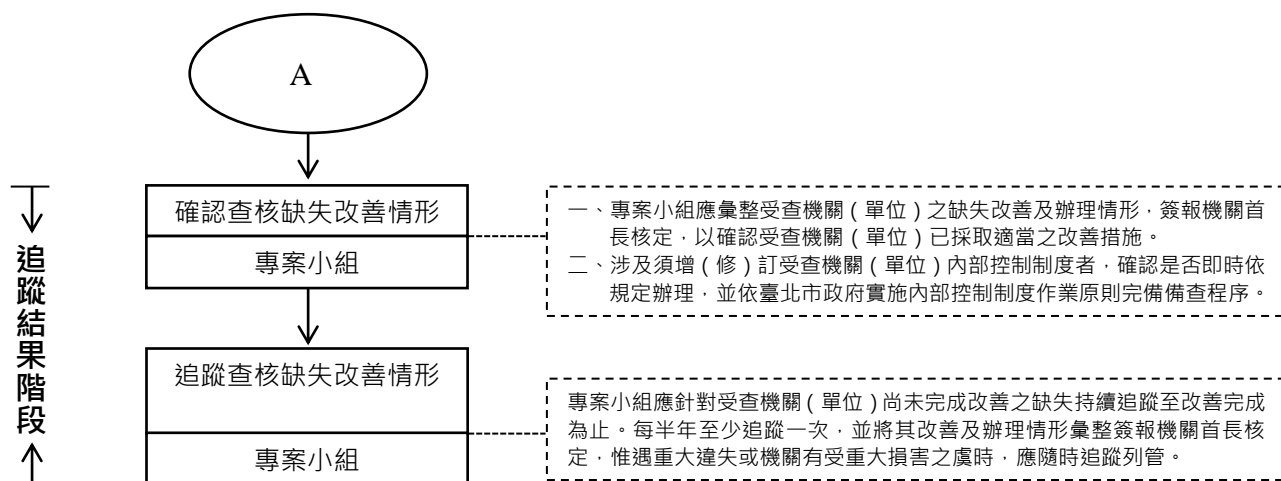 A
追蹤結果階段
確認查核缺失改善情形
專案小組
一、專案小組應彙整受查機關(單位)之缺失改善及辦理情形，簽報機關首
長核定，以確認受查機關(單位)已採取適當之改善措施。
二、涉及須增(修)訂受查機關(單位)內部控制制度者，確認是否即時依
規定辦理，並依臺北市政府實施內部控制制度作業原則完備備查程序。
追蹤查核缺失改善情形
專案小組
專案小組應針對受查機關(單位)尚未完成改善之缺失持續追蹤至改善完成
為止。每半年至少追蹤一次，並將其改善及辦理情形彙整簽報機關首長核
定，惟遇重大違失或機關有受重大損害之虞時，應隨時追蹤列管。